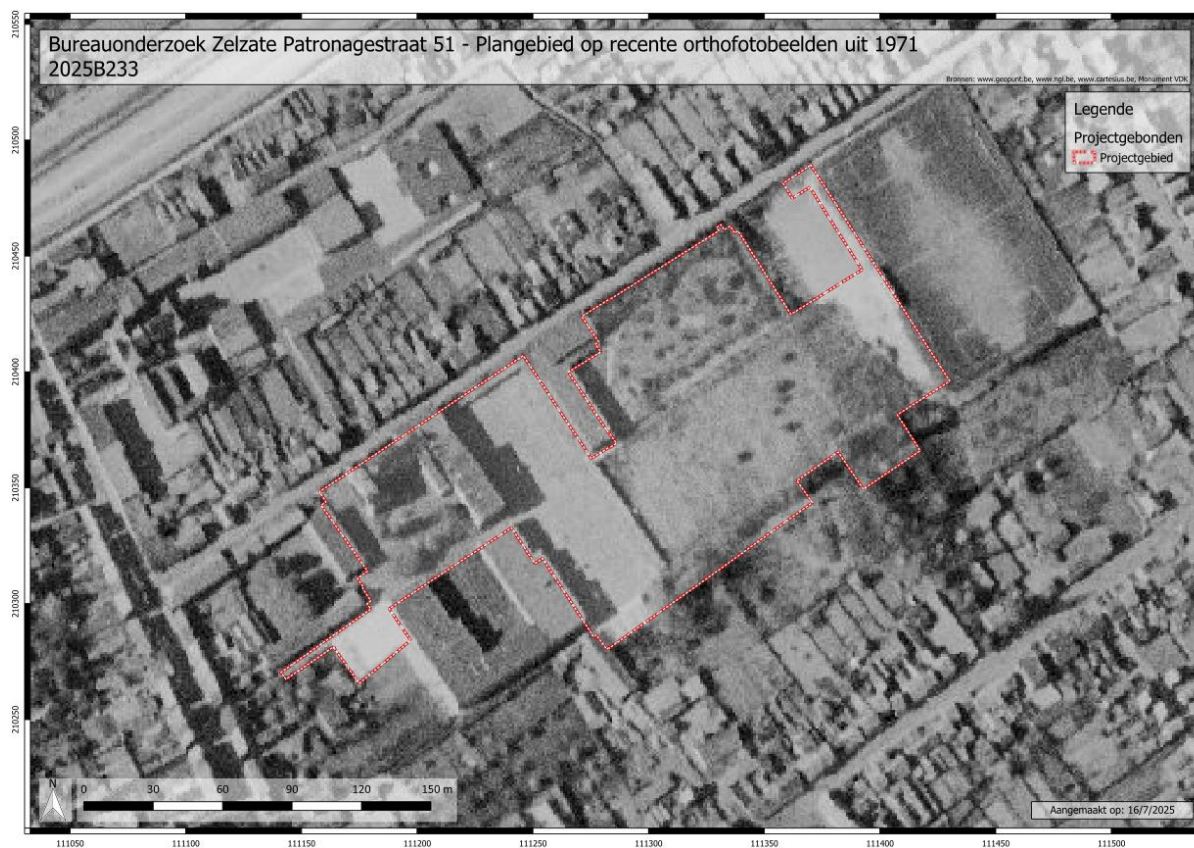 Bureauonderzoek Zelzate Patronagestraat 51 - Plangebied op recente orthofotobeelden uit 1971
2025B233
Bronnen: www.geopunt.be, www.ngi.be, www.cartesius.be, Monument VDK
Legende
Projectgebonden
Projectgebied
210550
210500
210450
210400
210350
210300
210250
N
0 30 60 90 120 150 m
Aangemaakt op: 16/7/2025
111050 111100 111150 111200 111250 111300 111350 111400 111450 111500